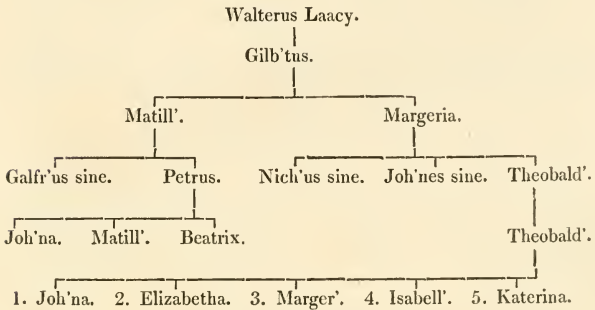 Walterus Laacy.
Gilb'tus.
Matill'. Margeria.
Galfr'us sine. Petrus. Nich'us sine. Joh'nes sine. Theobald'.
Joh'na. Matill'. Beatrix. Theobald'.
1. Joh'na. 2. Elizabetha. 3. Marger'. 4. Isabell'. 5. Katerina.